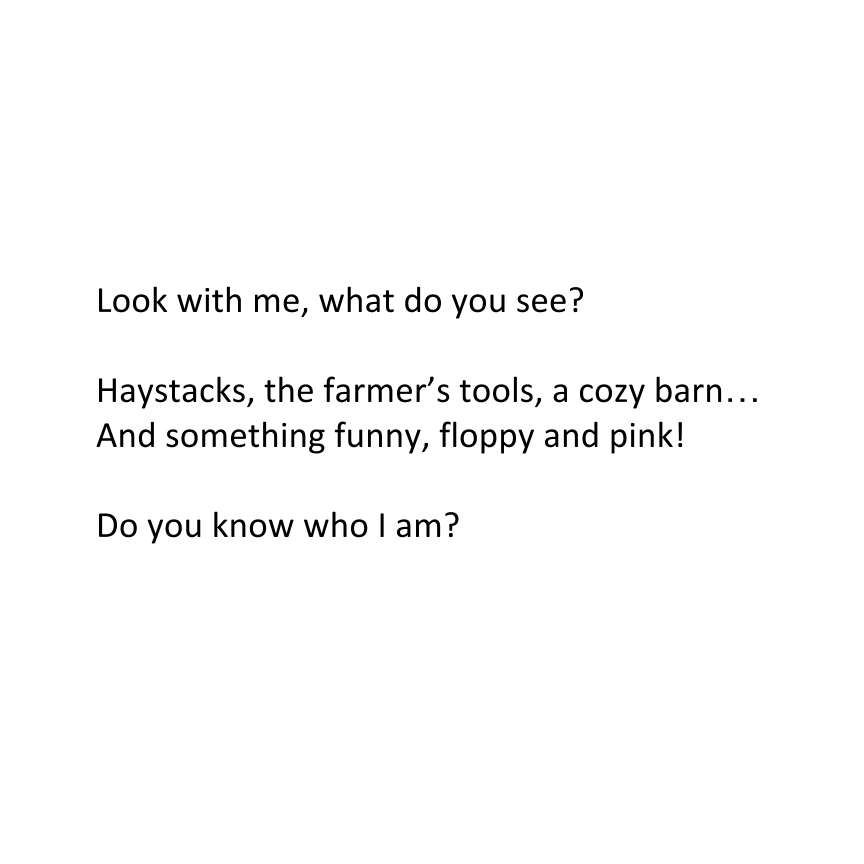 Look with me, what do you see?
Haystacks, the farmer’s tools, a cozy barn…
And something funny, floppy and pink!
Do you know who I am?